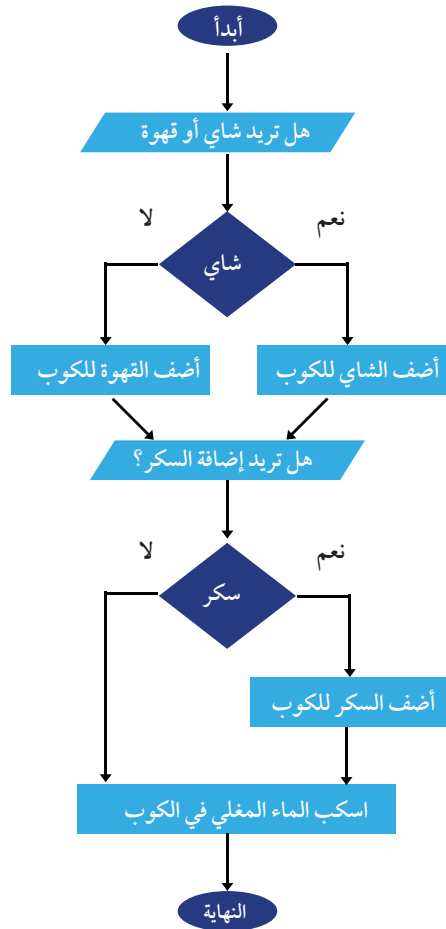 أبدأ
هل تريد شاي أو قهوة
نعم
لا
شاي
أضف الشاي للكوب
أضف القهوة للكوب
هل تريد إضافة السكر؟
نعم
لا
سكر
أضف السكر للكوب
اسكب الماء المغلي في الكوب
النهاية